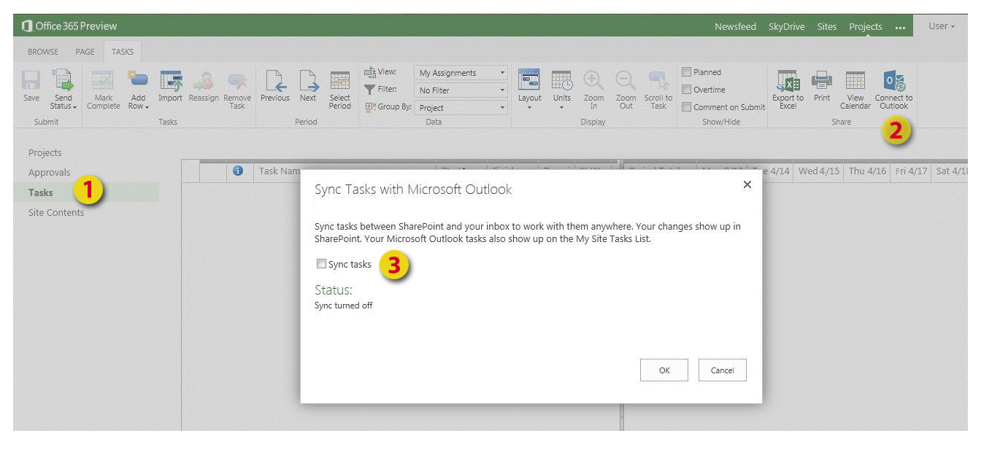 Office 365 Preview
Newsfeed SkyDrive Sites Projects ... User
BROWSE PAGE TASKS
Save
Send Status
Mark Complete
Add Row
Import
Reassign
Remove Task
Previous
Next
Select Period
View: My Assignments
Filter: No Filter
Group By: Project
Layout
Units
Zoom In
Zoom Out
Scroll to Task
Planned
Overtime
Comment on Submit
Export to Excel
Print
View Calendar
Connect to Outlook
Submit Tasks Period Data Display Show/Hide Share
2
Projects
Approvals
Tasks
1
Site Contents
Task Nam
4/14 Wed 4/15 Thu 4/16 Fri 4/17 Sat 4/18
Sync Tasks with Microsoft Outlook
Sync tasks between SharePoint and your inbox to work with them anywhere. Your changes show up in
SharePoint. Your Microsoft Outlook tasks also show up on the My Site Tasks List.
Sync tasks
3
Status:
Sync turned off
OK Cancel